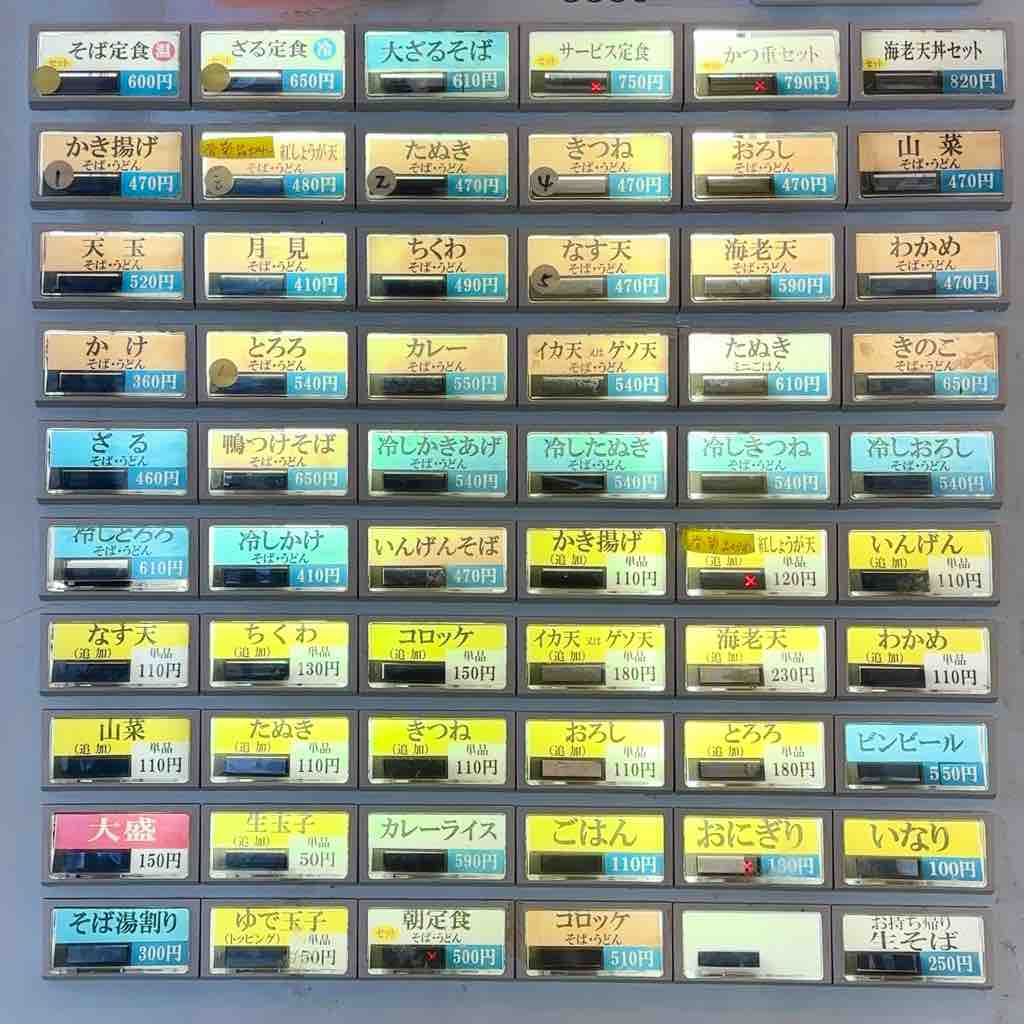 そば定食 温
セット 600円
ざる定食 冷
セット 650円
大ざるそば
610円
サービス定食
セット 750円
かつ重セット
セット 790円
海老天丼セット
セット 820円
かき揚げ
そば・うどん
1 470円
紅しょうが天
そば・うどん
480円
たぬき
そば・うどん
2 470円
きつね
そば・うどん
4 470円
おろし
そば・うどん
470円
山菜
そば・うどん
470円
天玉
そば・うどん
520円
月見
そば・うどん
410円
ちくわ
そば・うどん
490円
なす天
そば・うどん
5 470円
海老天
そば・うどん
590円
わかめ
そば・うどん
470円
かけ
そば・うどん
360円
とろろ
そば・うどん
540円
カレー
そば・うどん
550円
イカ天 又は ゲソ天
そば・うどん
540円
たぬき
ミニごはん
610円
きのこ
そば・うどん
650円
ざる
そば・うどん
460円
鴨つけそば
そば・うどん
650円
冷しかきあげ
そば・うどん
540円
冷したぬき
そば・うどん
540円
冷しきつね
そば・うどん
540円
冷しおろし
そば・うどん
540円
冷しとろろ
そば・うどん
610円
冷しかけ
そば・うどん
410円
いんげんそば
そば・うどん
470円
かき揚げ
(追加) 単品
110円
紅しょうが天
単品
120円
いんげん
(追加) 単品
110円
なす天
(追加) 単品
110円
ちくわ
(追加) 単品
130円
コロッケ
(追加) 単品
150円
イカ天 又は ゲソ天
(追加) 単品
180円
海老天
(追加) 単品
230円
わかめ
(追加) 単品
110円
山菜
(追加) 単品
110円
たぬき
(追加) 単品
110円
きつね
(追加) 単品
110円
おろし
(追加) 単品
110円
とろろ
(追加) 単品
180円
ビンビール
550円
大盛
150円
生玉子
(追加) 単品
50円
カレーライス
590円
ごはん
110円
おにぎり
いなり
100円
そば湯割り
300円
ゆで玉子
(トッピング) 単品
50円
朝定食
セット そば・うどん
500円
コロッケ
そば・うどん
510円
お持ち帰り
生そば
250円